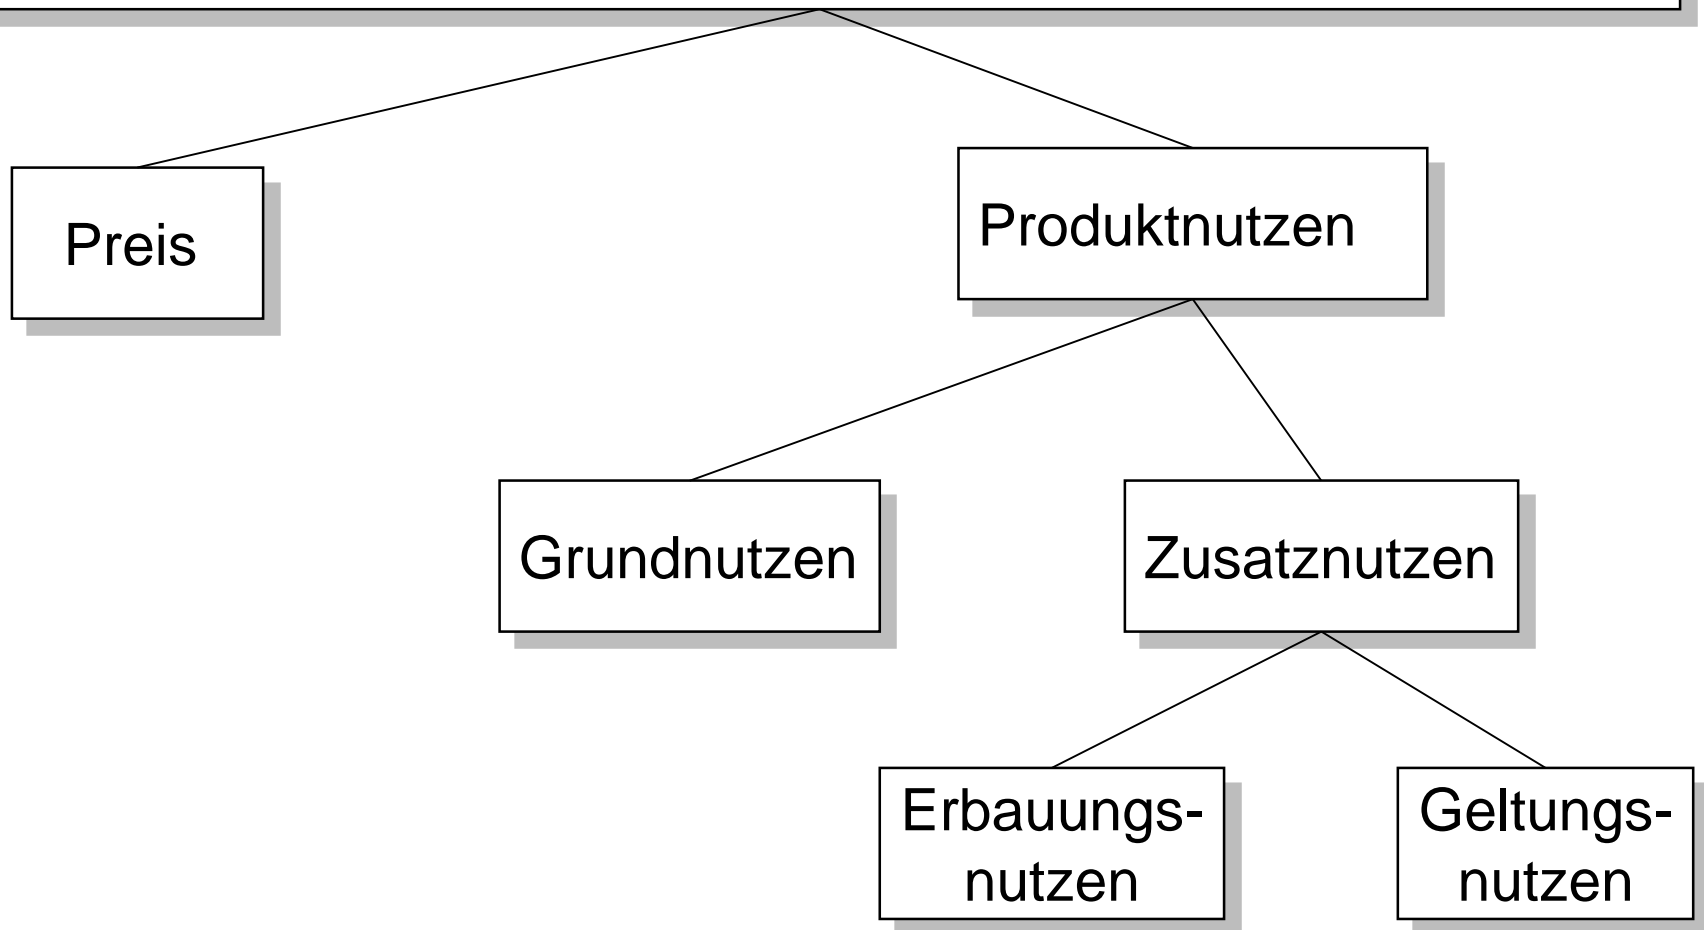 Preis
Produktnutzen
Grundnutzen
Zusatznutzen
Erbauungs-
nutzen
Geltungs-
nutzen